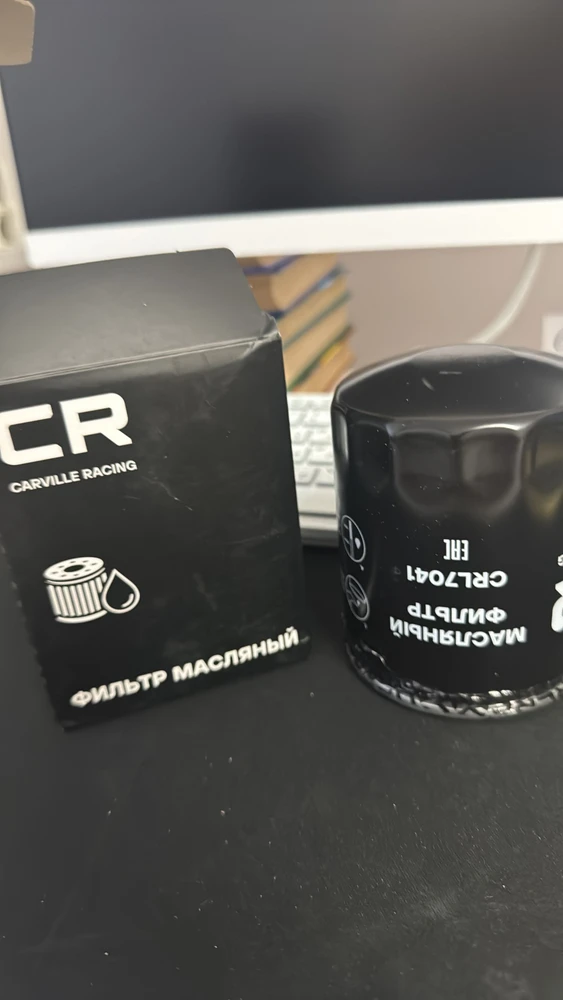 CR
CARVILLE RACING
ФИЛЬТР МАСЛЯНЫЙ
МАСЛЯНЫЙ
ФИЛЬТР
CRL7041
EAC